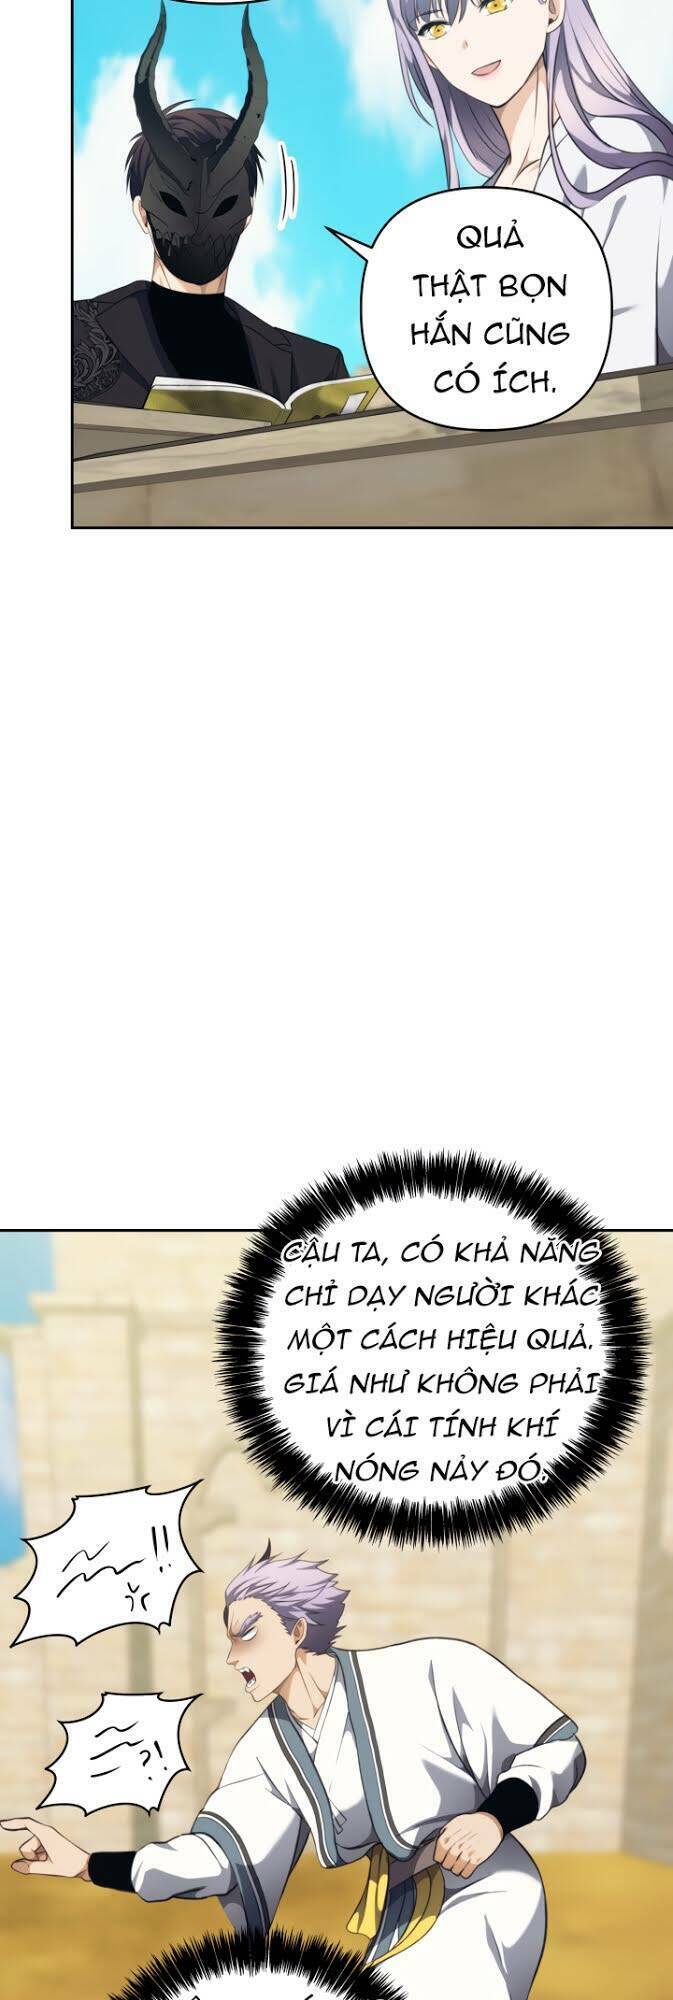 QUẢ
THẬT BỌN
HẮN CŨNG
CÓ ÍCH.
CẬU TA, CÓ KHẢ NĂNG
CHỈ DẠY NGƯỜI KHÁC
MỘT CÁCH HIỆU QUẢ.
GIÁ NHƯ KHÔNG PHẢI
VÌ CÁI TÍNH KHÍ
NÓNG NẢY ĐÓ.
!!
?!